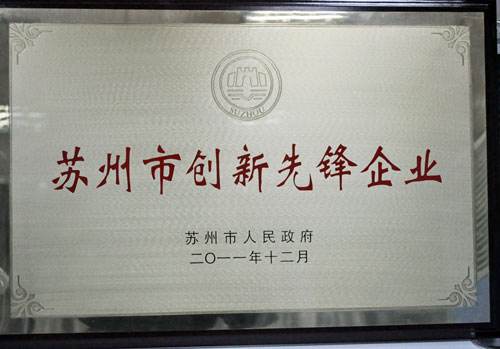 SUZHOU
苏州市创新先锋企业
苏州市人民政府
二〇一一年十二月